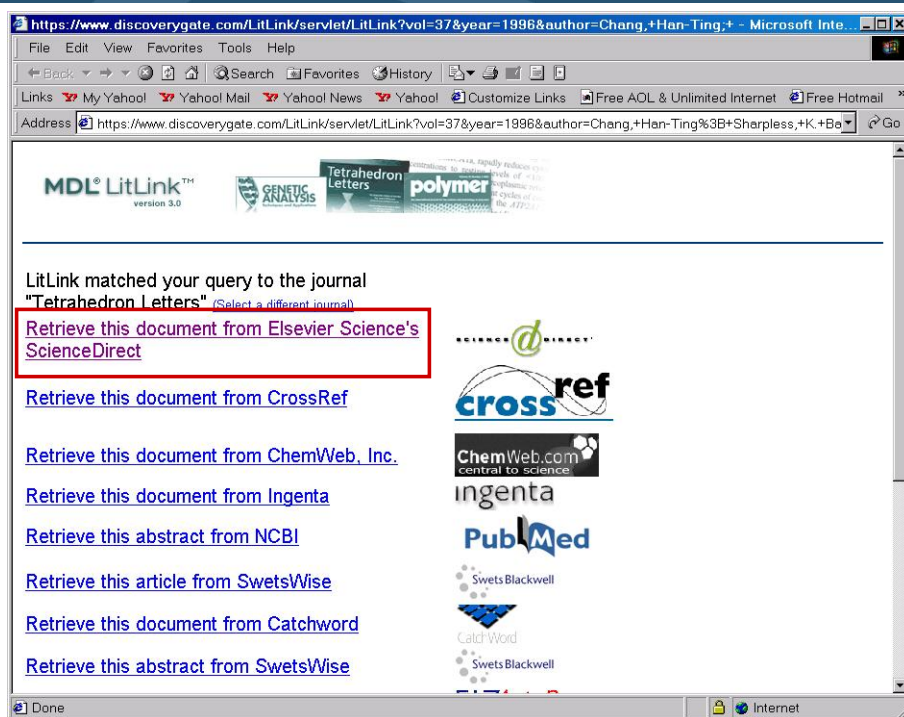 https://www.discoverygate.com/LitLink/servlet/LitLink?vol=37&year=1996&author=Chang,+Han-Ting;+ - Microsoft Inte...
File Edit View Favorites Tools Help
Back Search Favorites History
Links My Yahoo! Yahoo! Mail Yahoo! News Yahoo! Customize Links Free AOL & Unlimited Internet Free Hotmail »
Address https://www.discoverygate.com/LitLink/servlet/LitLink?vol=37&year=1996&author=Chang,+Han-Ting%3B+Sharpless,+K.+Ba Go
MDL® LitLink™
version 3.0
GENETIC
ANALYSIS
Tetrahedron
Letters
polymer
LitLink matched your query to the journal
"Tetrahedron Letters" (Select a different journal)
Retrieve this document from Elsevier Science's
ScienceDirect
SCIENCE d DIRECT
Retrieve this document from CrossRef
cross ref
Retrieve this document from ChemWeb, Inc.
ChemWeb.com
central to science
Retrieve this document from Ingenta
ingenta
Retrieve this abstract from NCBI
PubMed
Retrieve this article from SwetsWise
Swets Blackwell
Retrieve this document from Catchword
CatchWord
Retrieve this abstract from SwetsWise
Swets Blackwell
Done Internet